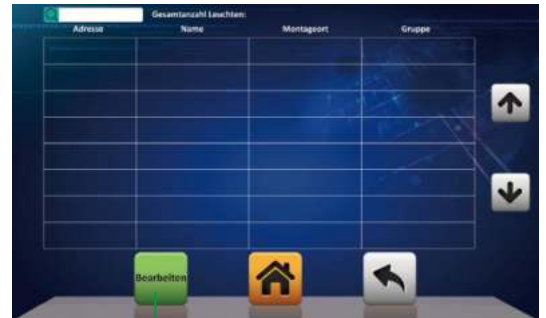 Gesamtanzahl Leuchten:
Adresse Name Montageort Gruppe
Bearbeiten